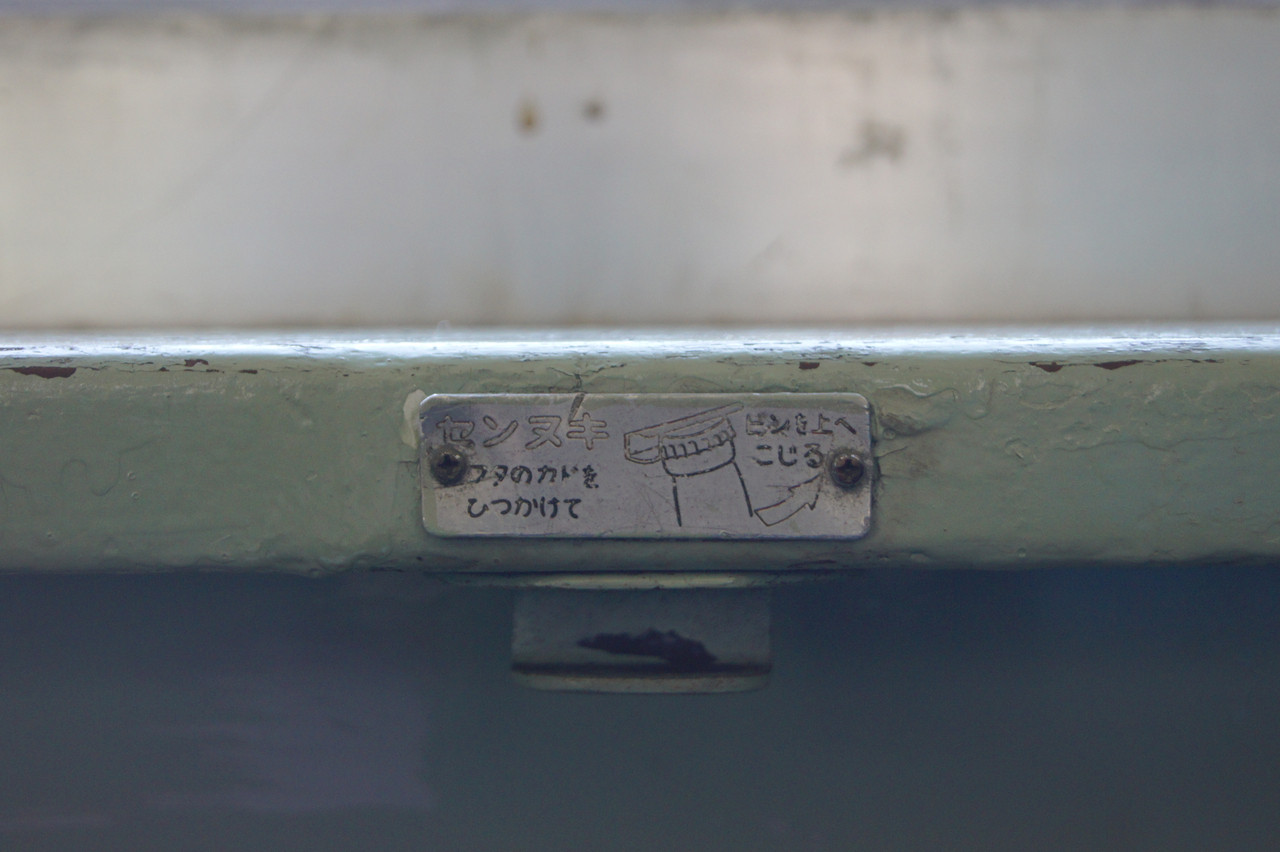 センヌキ
フタのカドを
ひつかけて
ビンを上へ
こじる